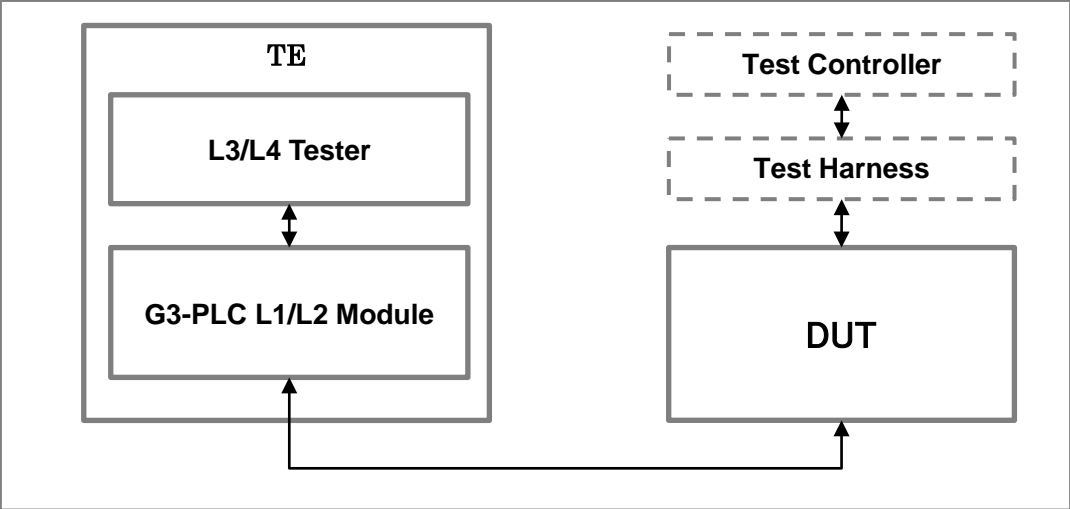 TE
L3/L4 Tester
G3-PLC L1/L2 Module
Test Controller
Test Harness
DUT